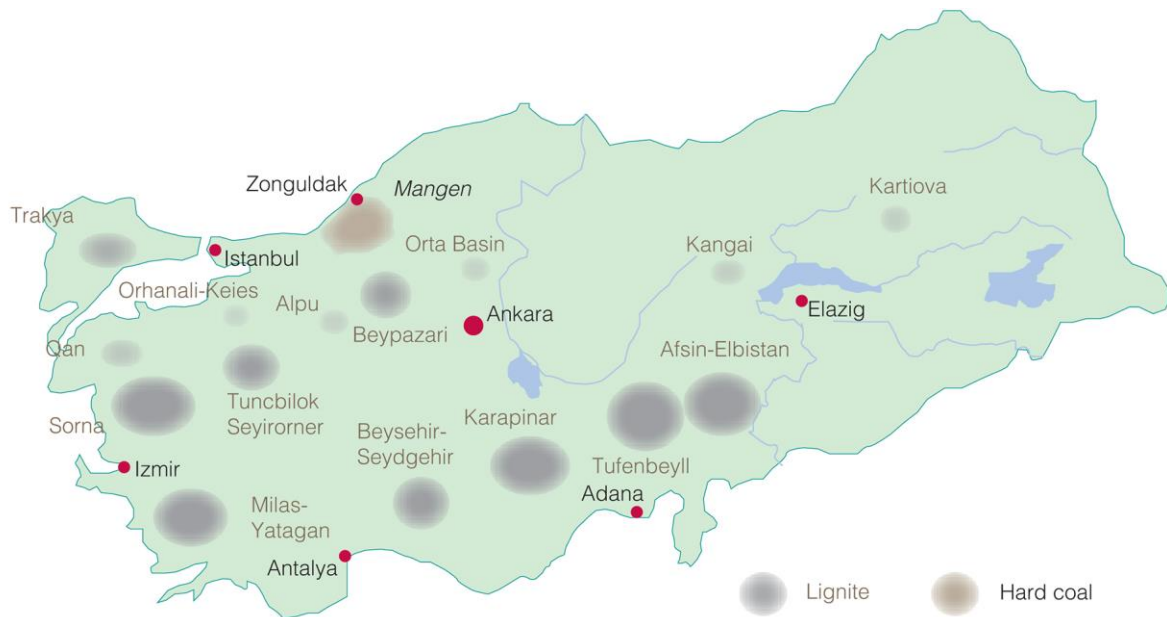 Zonguldak
Mangen
Kartiova
Trakya
Orta Basin
Kangai
Istanbul
Orhanali-Keies
Alpu
Ankara
Elazig
Beypazari
Qan
Afsin-Elbistan
Tuncbilok
Seyirorner
Sorna
Beysehir-
Seydgehir
Karapinar
Izmir
Tufenbeyll
Adana
Milas-
Yatagan
Antalya
Lignite
Hard coal